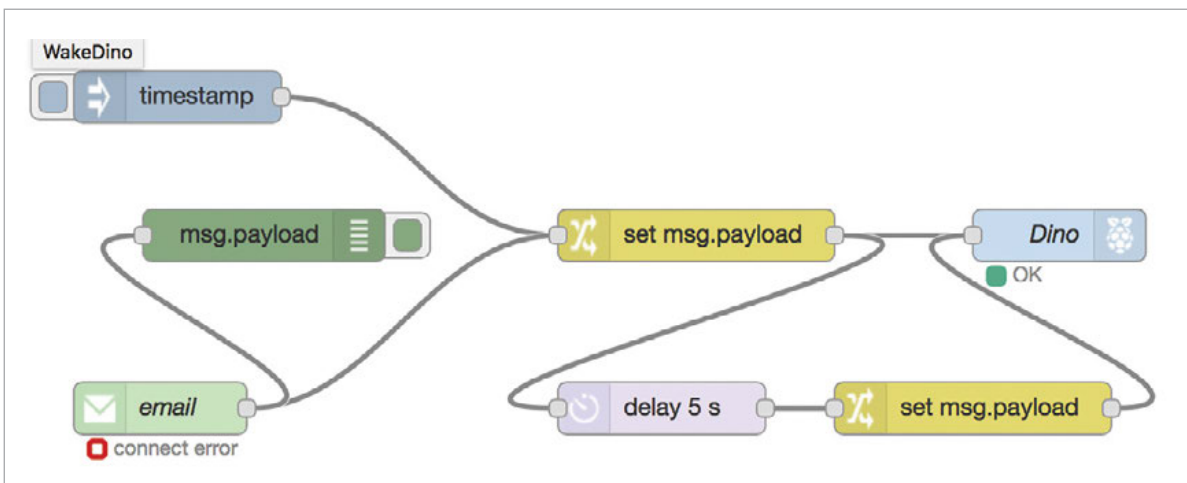 WakeDino
timestamp
msg.payload
set msg.payload
Dino
OK
email
delay 5 s
set msg.payload
connect error